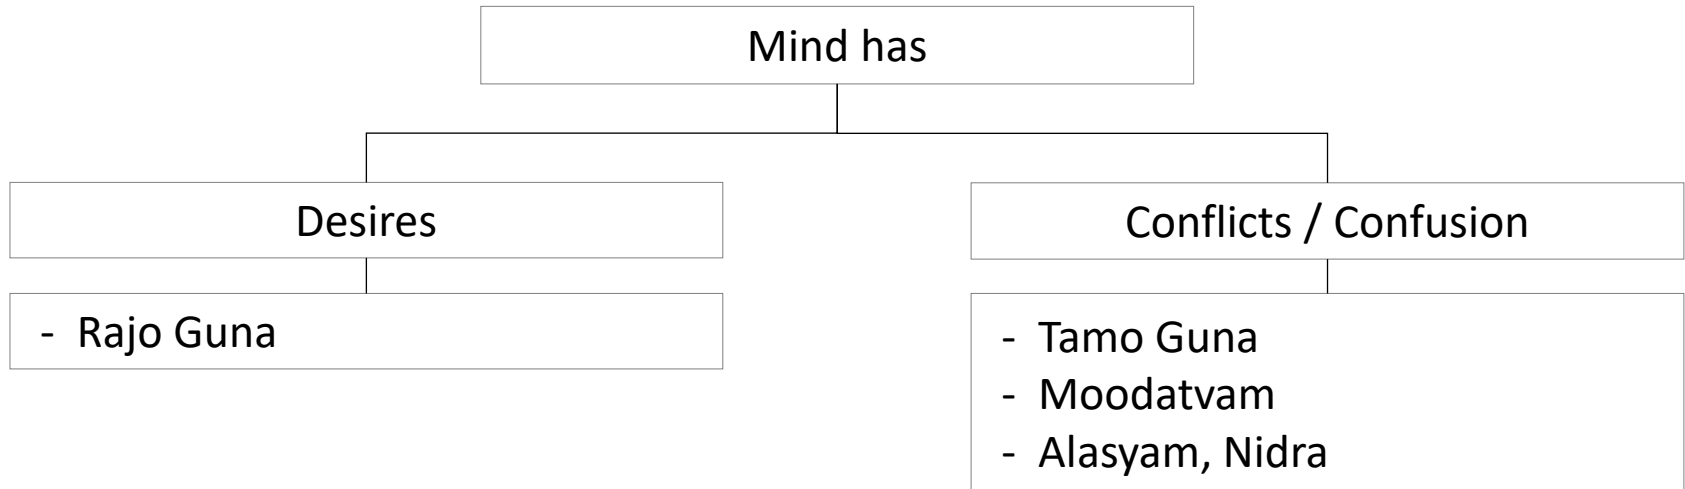 Mind has
Desires
Conflicts / Confusion
- Rajo Guna
- Tamo Guna
- Moodatvam
- Alasyam, Nidra